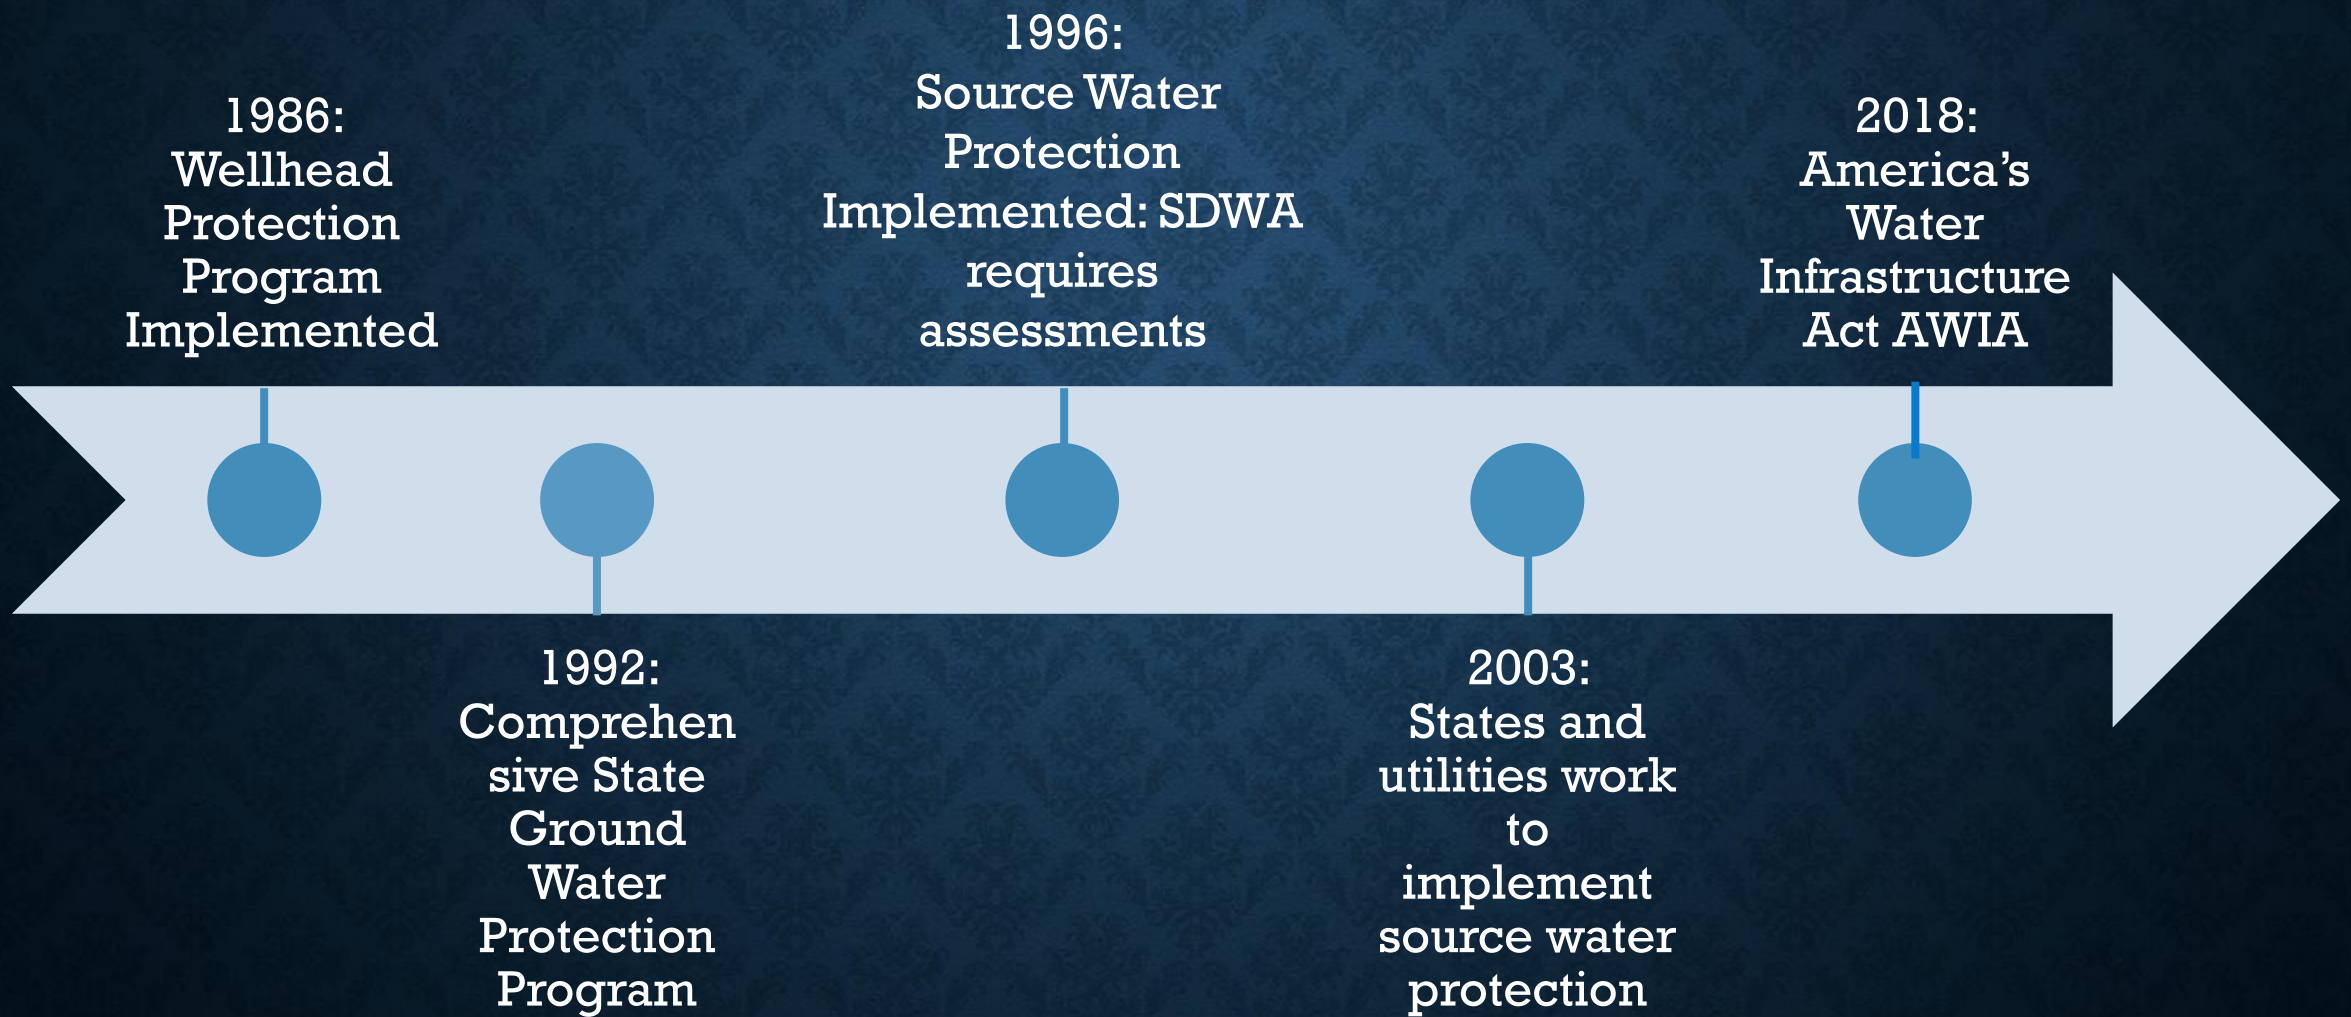 1986:
Wellhead
Protection
Program
Implemented
1992:
Comprehen
sive State
Ground
Water
Protection
Program
1996:
Source Water
Protection
Implemented: SDWA
requires
assessments
2003:
States and
utilities work
to
implement
source water
protection
2018:
America’s
Water
Infrastructure
Act AWIA